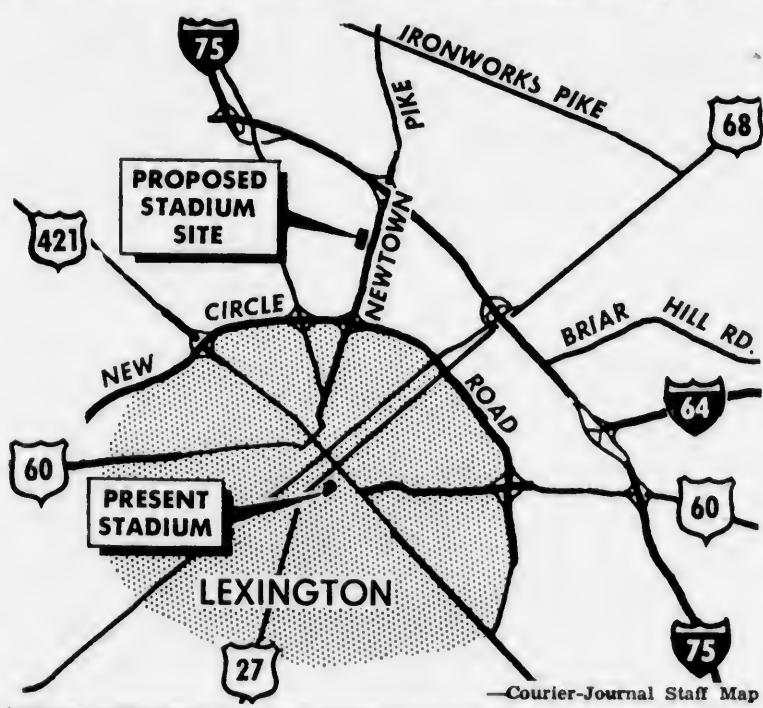 75
IRONWORKS PIKE
PIKE
68
PROPOSED
STADIUM
SITE
421
NEWTOWN
CIRCLE
NEW
BRIAR HILL RD.
ROAD
64
60
PRESENT
STADIUM
60
LEXINGTON
27
75
—Courier-Journal Staff Map